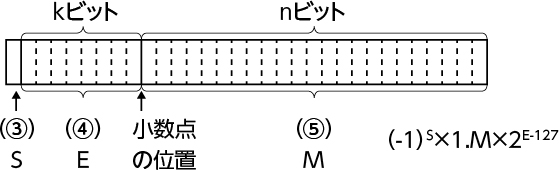 kビット nビット
(③) (④) 小数点 (⑤)
S E の位置 M (-1)ˢ×1.M×2ᴱ⁻¹²⁷